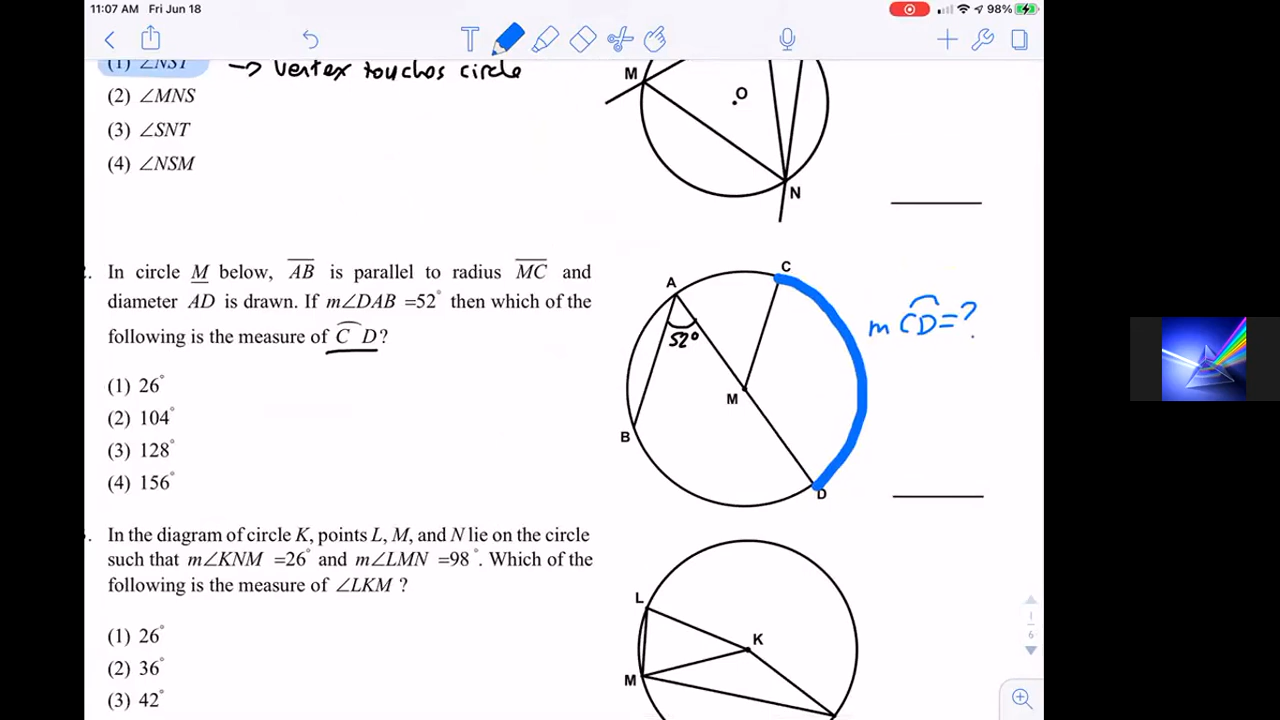 11:07 AM Fri Jun 18
98%
T
(1) ∠NST → vertex touches circle
(2) ∠MNS
(3) ∠SNT
(4) ∠NSM
M
O
N
2. In circle M below, AB is parallel to radius MC and
diameter AD is drawn. If m∠DAB =52° then which of the
following is the measure of C D?
(1) 26°
(2) 104°
(3) 128°
(4) 156°
A
C
52°
M
B
D
m CD = ?
3. In the diagram of circle K, points L, M, and N lie on the circle
such that m∠KNM =26° and m∠LMN =98°. Which of the
following is the measure of ∠LKM ?
(1) 26°
(2) 36°
(3) 42°
L
K
M
1
6